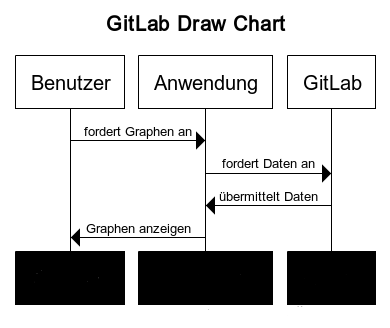 GitLab Draw Chart
Benutzer
Anwendung
GitLab
fordert Graphen an
fordert Daten an
übermittelt Daten
Graphen anzeigen